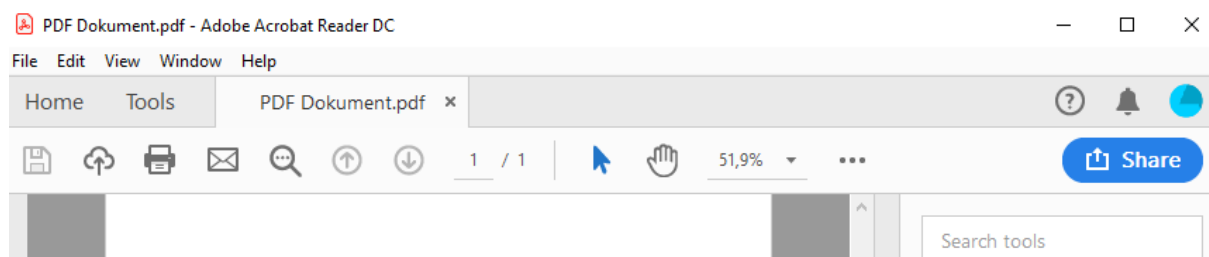 PDF Dokument.pdf - Adobe Acrobat Reader DC
File Edit View Window Help
Home Tools PDF Dokument.pdf ×
1 / 1 51,9% Share
Search tools